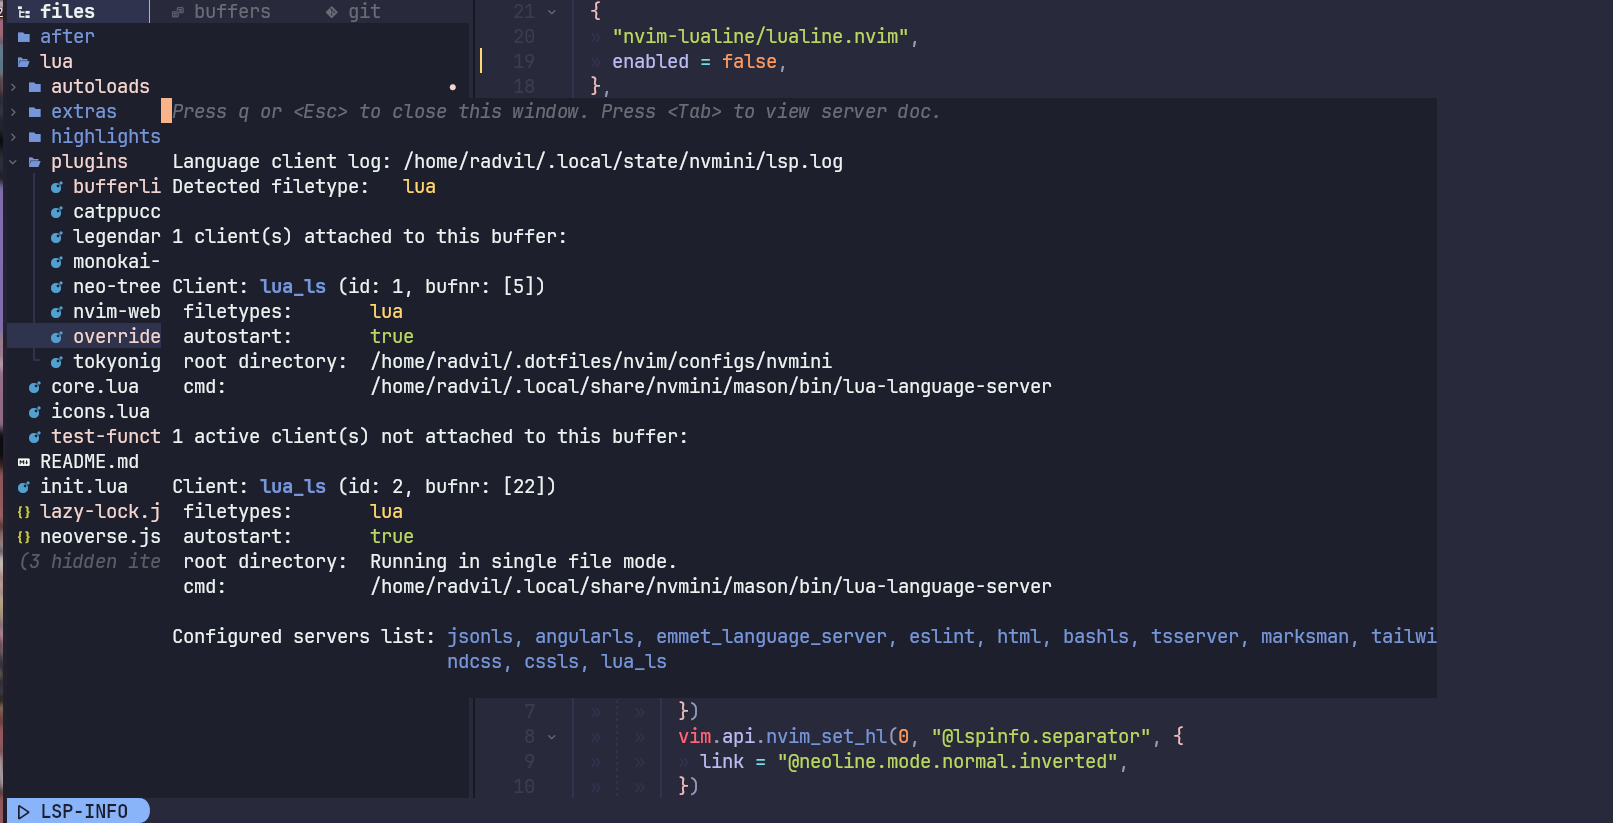 files buffers git
after
lua
autoloads
extras
highlights
plugins
bufferli
catppucc
legendar
monokai-
neo-tree
nvim-web
override
tokyonig
core.lua
icons.lua
test-funct
README.md
init.lua
lazy-lock.j
neoverse.js
(3 hidden ite
21 {
20 "nvim-lualine/lualine.nvim",
19 enabled = false,
18 },
Press q or <Esc> to close this window. Press <Tab> to view server doc.
Language client log: /home/radvil/.local/state/nvmini/lsp.log
Detected filetype: lua
1 client(s) attached to this buffer:
Client: lua_ls (id: 1, bufnr: [5])
filetypes: lua
autostart: true
root directory: /home/radvil/.dotfiles/nvim/configs/nvmini
cmd: /home/radvil/.local/share/nvmini/mason/bin/lua-language-server
1 active client(s) not attached to this buffer:
Client: lua_ls (id: 2, bufnr: [22])
filetypes: lua
autostart: true
root directory: Running in single file mode.
cmd: /home/radvil/.local/share/nvmini/mason/bin/lua-language-server
Configured servers list: jsonls, angularls, emmet_language_server, eslint, html, bashls, tsserver, marksman, tailwi
ndcss, cssls, lua_ls
7 })
8 vim.api.nvim_set_hl(0, "@lspinfo.separator", {
9 link = "@neoline.mode.normal.inverted",
10 })
LSP-INFO